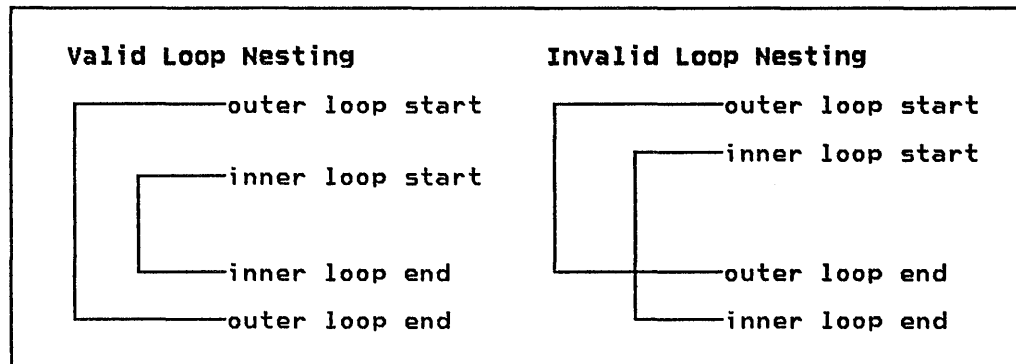 Valid Loop Nesting
outer loop start
inner loop start
inner loop end
outer loop end
Invalid Loop Nesting
outer loop start
inner loop start
outer loop end
inner loop end